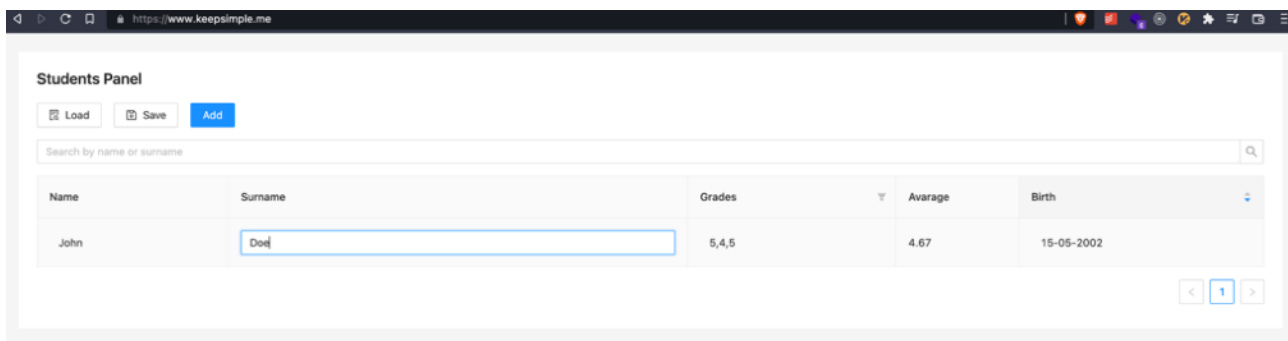 https://www.keepsimple.me
Students Panel
Load Save Add
Search by name or surname
Name Surname Grades Avarage Birth
John Doe 5,4,5 4.67 15-05-2002
< 1 >